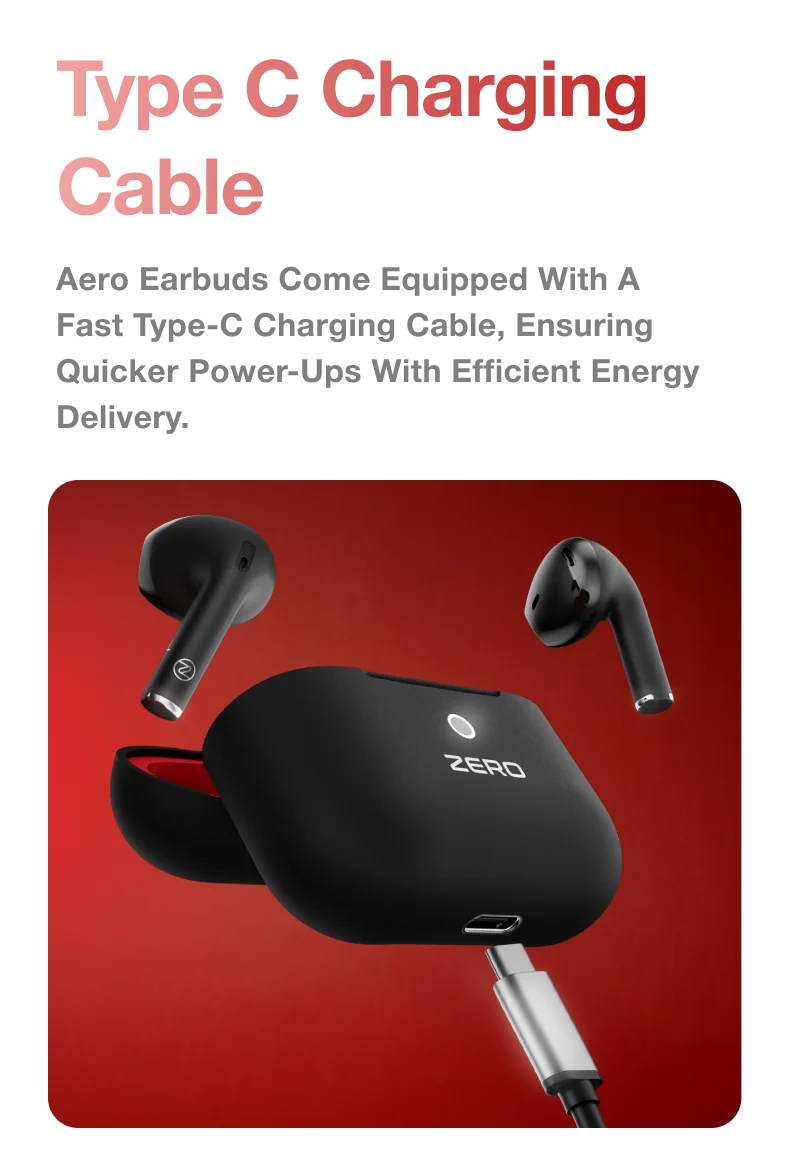 Type C Charging
Cable
Aero Earbuds Come Equipped With A
Fast Type-C Charging Cable, Ensuring
Quicker Power-Ups With Efficient Energy
Delivery.
ZERO